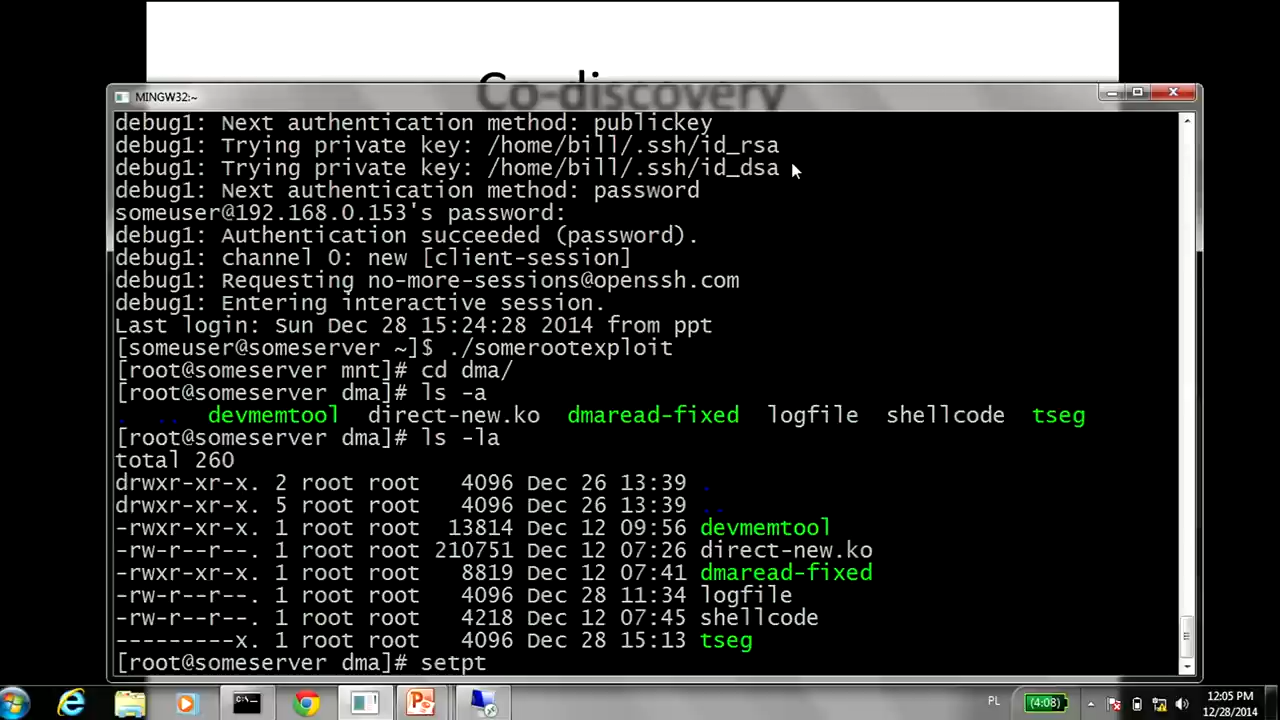 Co-discovery
MINGW32:~
debug1: Next authentication method: publickey
debug1: Trying private key: /home/bill/.ssh/id_rsa
debug1: Trying private key: /home/bill/.ssh/id_dsa
debug1: Next authentication method: password
someuser@192.168.0.153's password:
debug1: Authentication succeeded (password).
debug1: channel 0: new [client-session]
debug1: Requesting no-more-sessions@openssh.com
debug1: Entering interactive session.
Last login: Sun Dec 28 15:24:28 2014 from ppt
[someuser@someserver ~]$ ./somerootexploit
[root@someserver mnt]# cd dma/
[root@someserver dma]# ls -a
. .. devmemtool direct-new.ko dmaread-fixed logfile shellcode tseg
[root@someserver dma]# ls -la
total 260
drwxr-xr-x. 2 root root 4096 Dec 26 13:39 .
drwxr-xr-x. 5 root root 4096 Dec 26 13:39 ..
-rwxr-xr-x. 1 root root 13814 Dec 12 09:56 devmemtool
-rw-r--r--. 1 root root 210751 Dec 12 07:26 direct-new.ko
-rwxr-xr-x. 1 root root 8819 Dec 12 07:41 dmaread-fixed
-rw-r--r--. 1 root root 4096 Dec 28 11:34 logfile
-rw-r--r--. 1 root root 4218 Dec 12 07:45 shellcode
---------x. 1 root root 4096 Dec 28 15:13 tseg
[root@someserver dma]# setpt
PL
(4:08)
12:05 PM
12/28/2014